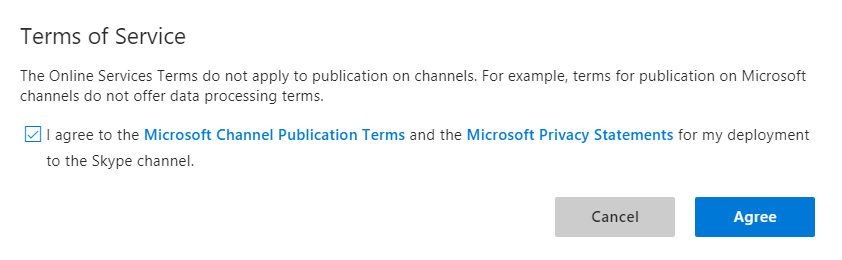 Terms of Service
The Online Services Terms do not apply to publication on channels. For example, terms for publication on Microsoft
channels do not offer data processing terms.
I agree to the Microsoft Channel Publication Terms and the Microsoft Privacy Statements for my deployment
to the Skype channel.
Cancel Agree